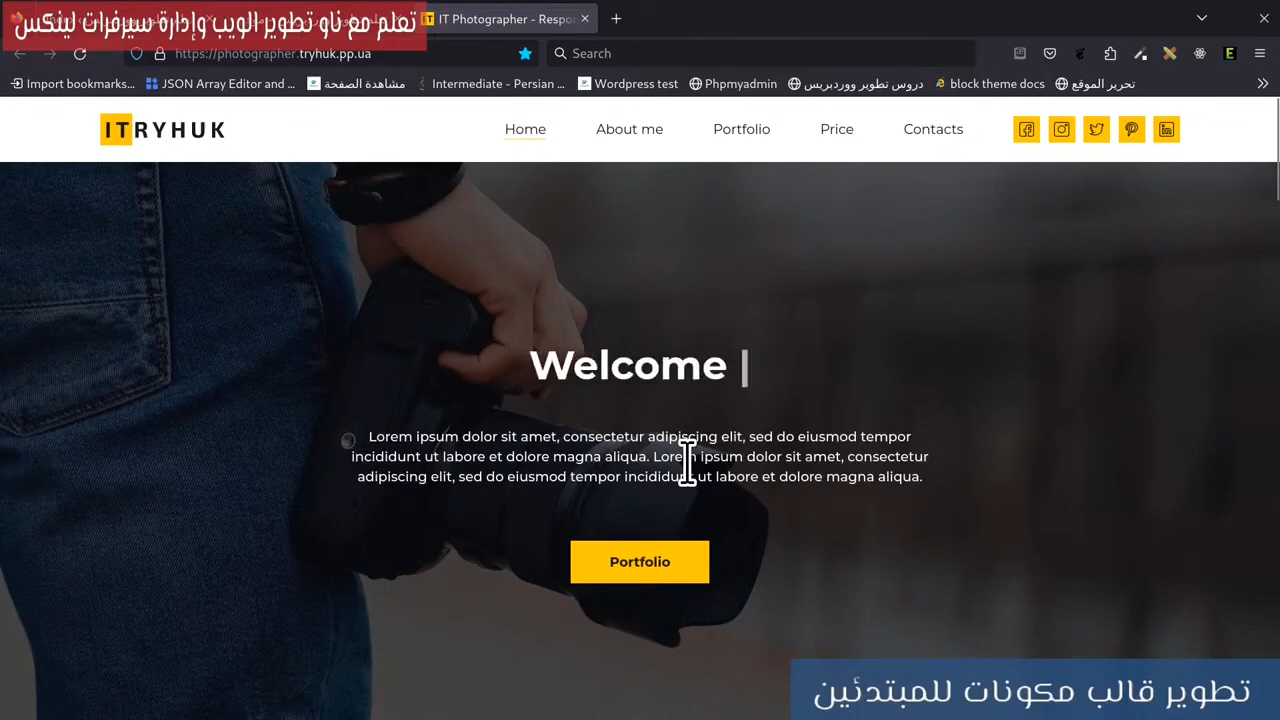 تعلم مع ناو تطوير الويب وإدارة سيرفرات لينكس
IT Photographer - Respo
https://photographer.tryhuk.pp.ua
Search
Import bookmarks...
JSON Array Editor and ...
مشاهدة الصفحة
Intermediate - Persian ...
Wordpress test
Phpmyadmin
دروس تطوير ووردبريس
block theme docs
تحرير الموقع
ITRYHUK
Home
About me
Portfolio
Price
Contacts
Welcome |
Lorem ipsum dolor sit amet, consectetur adipiscing elit, sed do eiusmod tempor
incididunt ut labore et dolore magna aliqua. Lorem ipsum dolor sit amet, consectetur
adipiscing elit, sed do eiusmod tempor incididunt ut labore et dolore magna aliqua.
Portfolio
تطوير قالب مكونات للمبتدئين